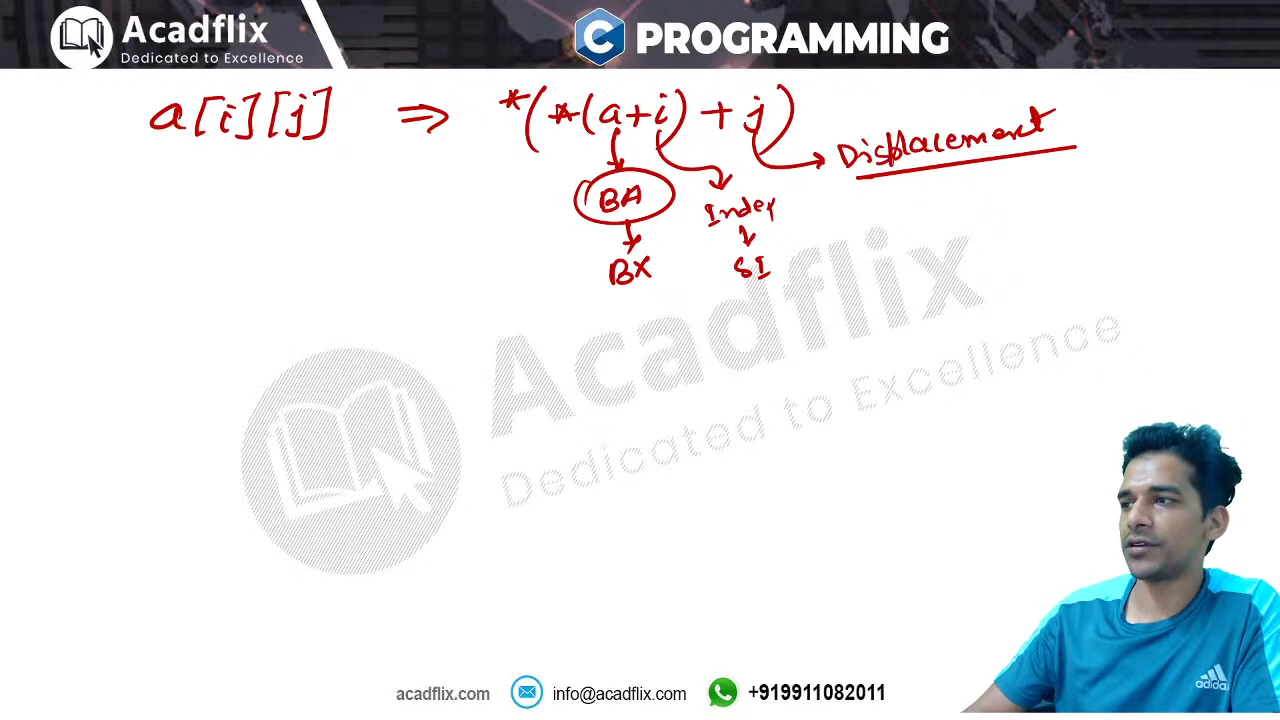 Acadflix
Dedicated to Excellence
C PROGRAMMING
a[i][j] ⇒ *(*(a+i)+j)
Displacement
BA
Index
BX
SI
Acadflix
Dedicated to Excellence
adidas
acadflix.com info@acadflix.com +919911082011